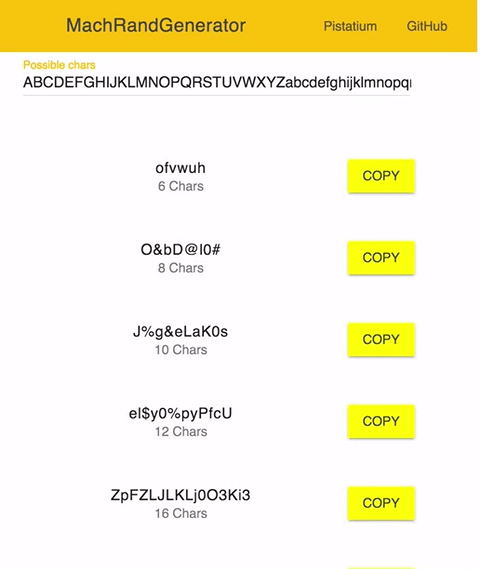 MachRandGenerator Pistatium GitHub
Possible chars
ABCDEFGHIJKLMNOPQRSTUVWXYZabcdefghijklmnopq
ofvwuh COPY
6 Chars
O&bD@l0# COPY
8 Chars
J%g&eLaK0s COPY
10 Chars
el$y0%pyPfcU COPY
12 Chars
ZpFZLJLKLj0O3Ki3 COPY
16 Chars